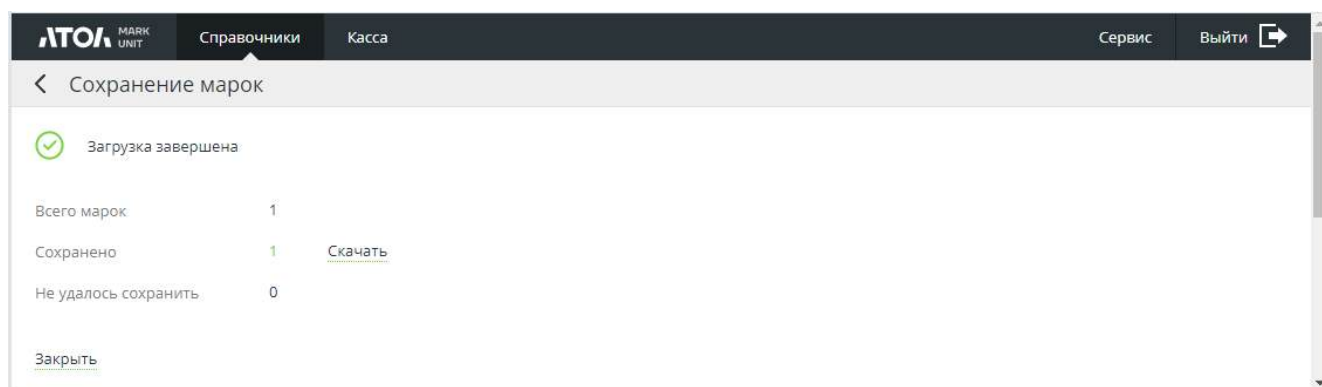 АТОЛ MARK UNIT Справочники Касса Сервис Выйти
Сохранение марок
Загрузка завершена
Всего марок 1
Сохранено 1 Скачать
Не удалось сохранить 0
Закрыть